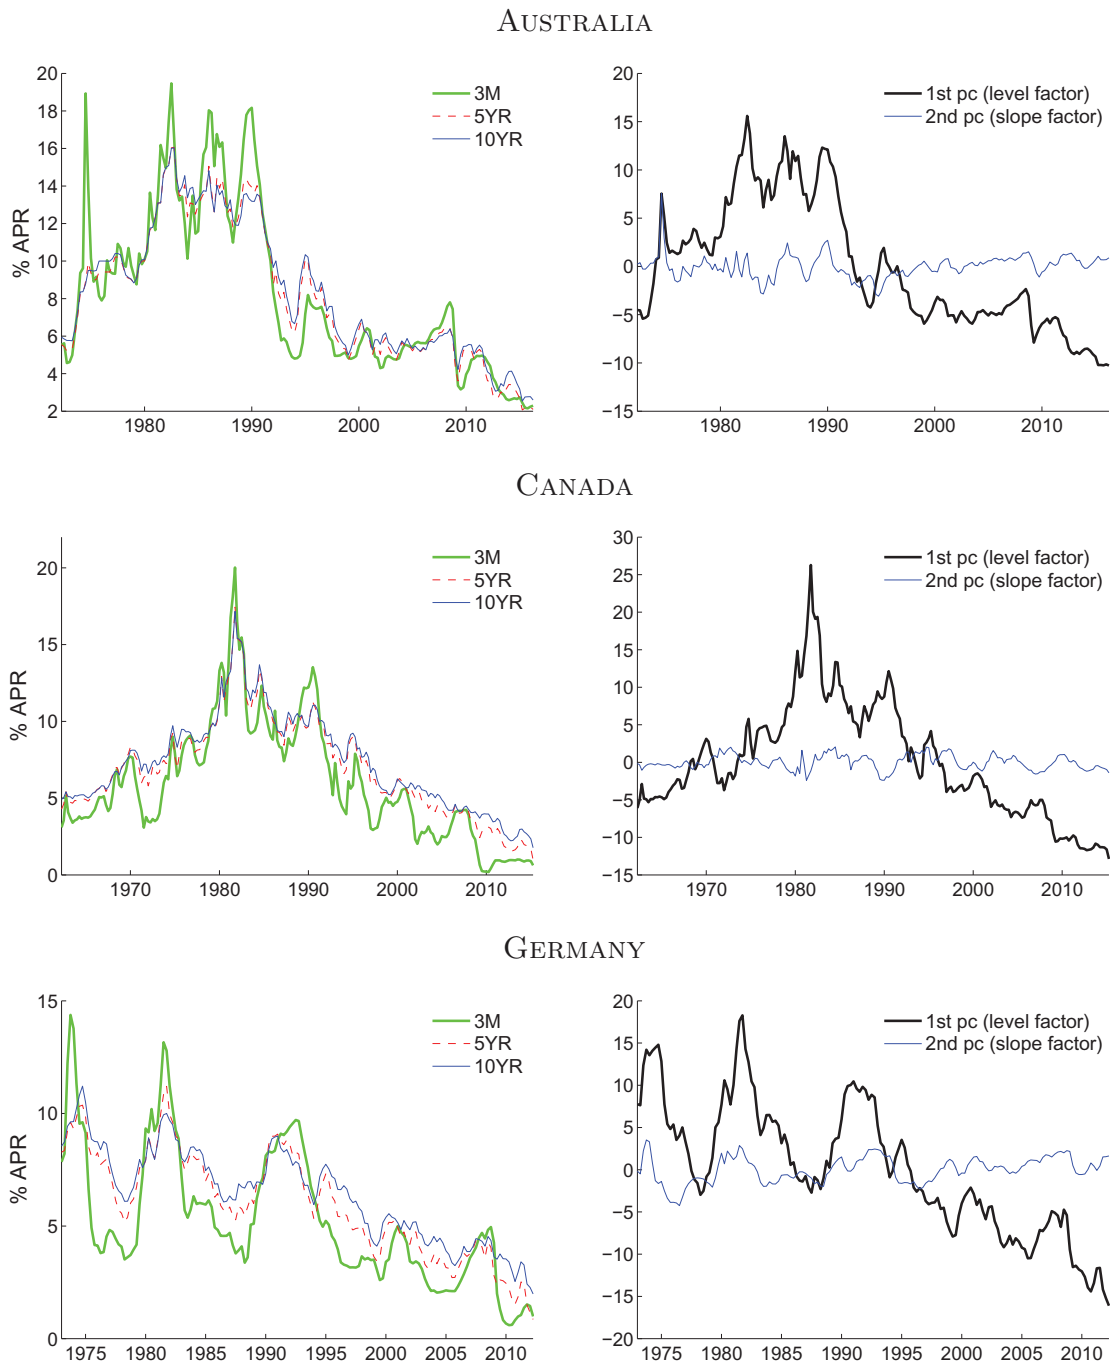 AUSTRALIA
% APR
20
18
16
14
12
10
8
6
4
2
1980 1990 2000 2010
3M
5YR
10YR
20
15
10
5
0
−5
−10
−15
1980 1990 2000 2010
1st pc (level factor)
2nd pc (slope factor)
CANADA
% APR
20
15
10
5
0
1970 1980 1990 2000 2010
3M
5YR
10YR
30
25
20
15
10
5
0
−5
−10
−15
1970 1980 1990 2000 2010
1st pc (level factor)
2nd pc (slope factor)
GERMANY
% APR
15
10
5
0
1975 1980 1985 1990 1995 2000 2005 2010
3M
5YR
10YR
20
15
10
5
0
−5
−10
−15
−20
1975 1980 1985 1990 1995 2000 2005 2010
1st pc (level factor)
2nd pc (slope factor)